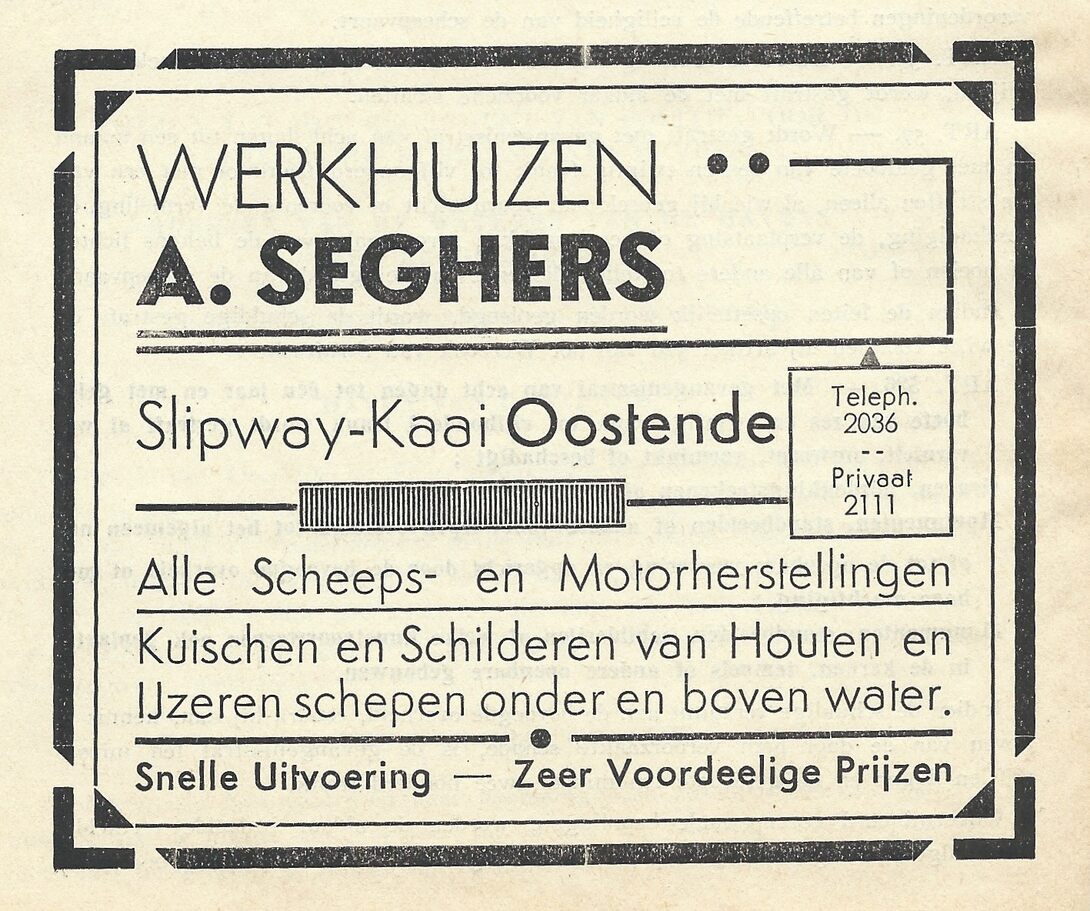 WERKHUIZEN
A. SEGHERS
Slipway-Kaai Oostende
Teleph.
2036
--
Privaat
2111
Alle Scheeps- en Motorherstellingen
Kuischen en Schilderen van Houten en
IJzeren schepen onder en boven water.
Snelle Uitvoering — Zeer Voordeelige Prijzen